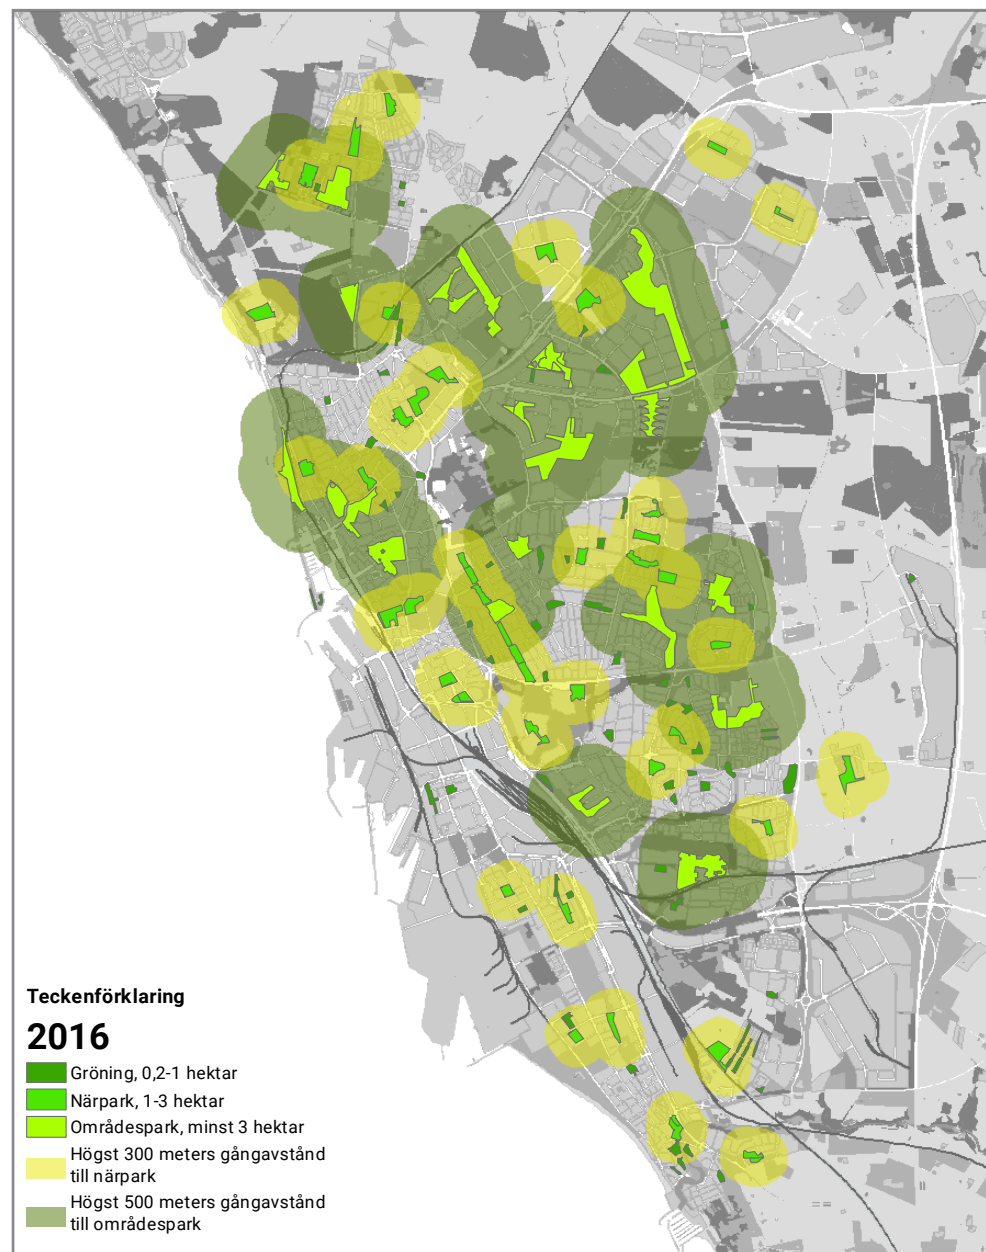 Teckenförklaring
2016
Gröning, 0,2-1 hektar
Närpark, 1-3 hektar
Områdespark, minst 3 hektar
Högst 300 meters gångavstånd
till närpark
Högst 500 meters gångavstånd
till områdespark